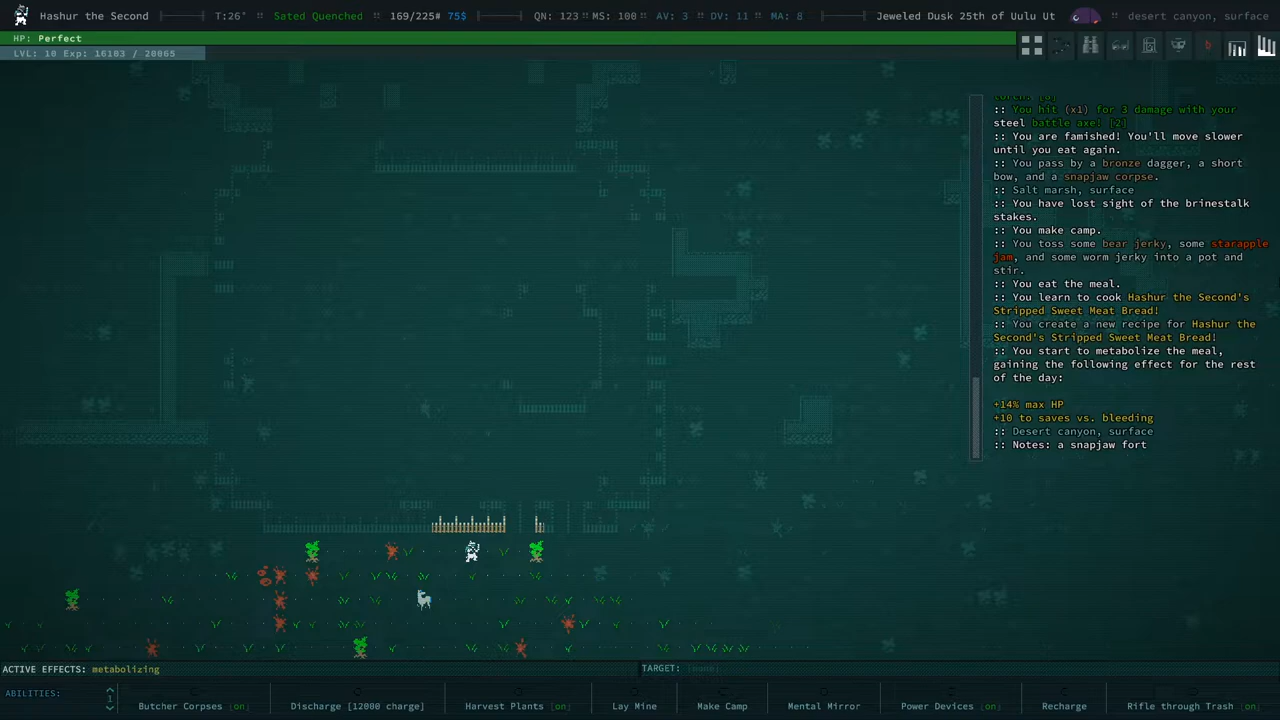 Hashur the Second T:26° Sated Quenched 169/225# 75$ QN: 123 MS: 100 AV: 3 DV: 11 MA: 8 Jeweled Dusk 25th of Uulu Ut desert canyon, surface
HP: Perfect
LVL: 10 Exp: 16183 / 20865
:: You hit (x1) for 3 damage with your
steel battle axe! [2]
:: You are famished! You'll move slower
until you eat again.
:: You pass by a bronze dagger, a short
bow, and a snapjaw corpse.
:: Salt marsh, surface
:: You have lost sight of the brinestalk
stakes.
:: You make camp.
:: You toss some bear jerky, some starapple
jam, and some worm jerky into a pot and
stir.
:: You eat the meal.
:: You learn to cook Hashur the Second's
Stripped Sweet Meat Bread!
:: You create a new recipe for Hashur the
Second's Stripped Sweet Meat Bread!
:: You start to metabolize the meal,
gaining the following effect for the rest
of the day:
+14% max HP
+10 to saves vs. bleeding
:: Desert canyon, surface
:: Notes: a snapjaw fort
ACTIVE EFFECTS: metabolizing TARGET: [none]
ABILITIES: 1 Butcher Corpses [on] Discharge [12000 charge] Harvest Plants [on] Lay Mine Make Camp Mental Mirror Power Devices [on] Recharge Rifle through Trash [on]